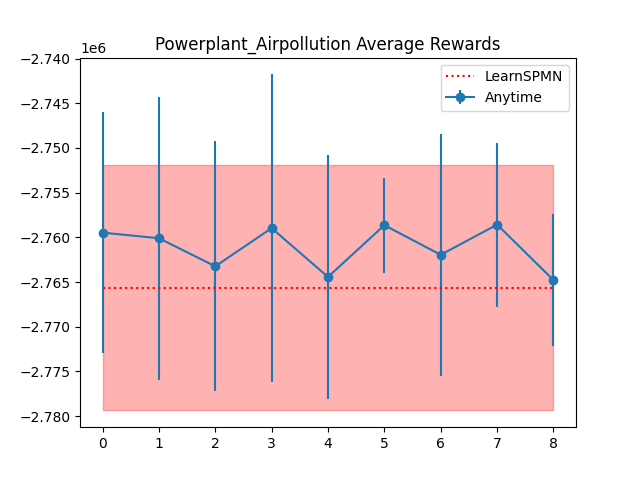 Powerplant_Airpollution Average Rewards
1e6
LearnSPMN
Anytime
−2.740
−2.745
−2.750
−2.755
−2.760
−2.765
−2.770
−2.775
−2.780
0 1 2 3 4 5 6 7 8